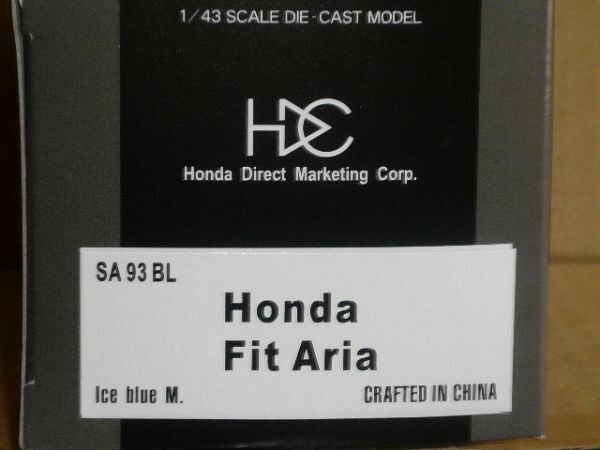 1/43 SCALE DIE-CAST MODEL
HDC
Honda Direct Marketing Corp.
SA 93 BL
Honda
Fit Aria
Ice blue M.
CRAFTED IN CHINA